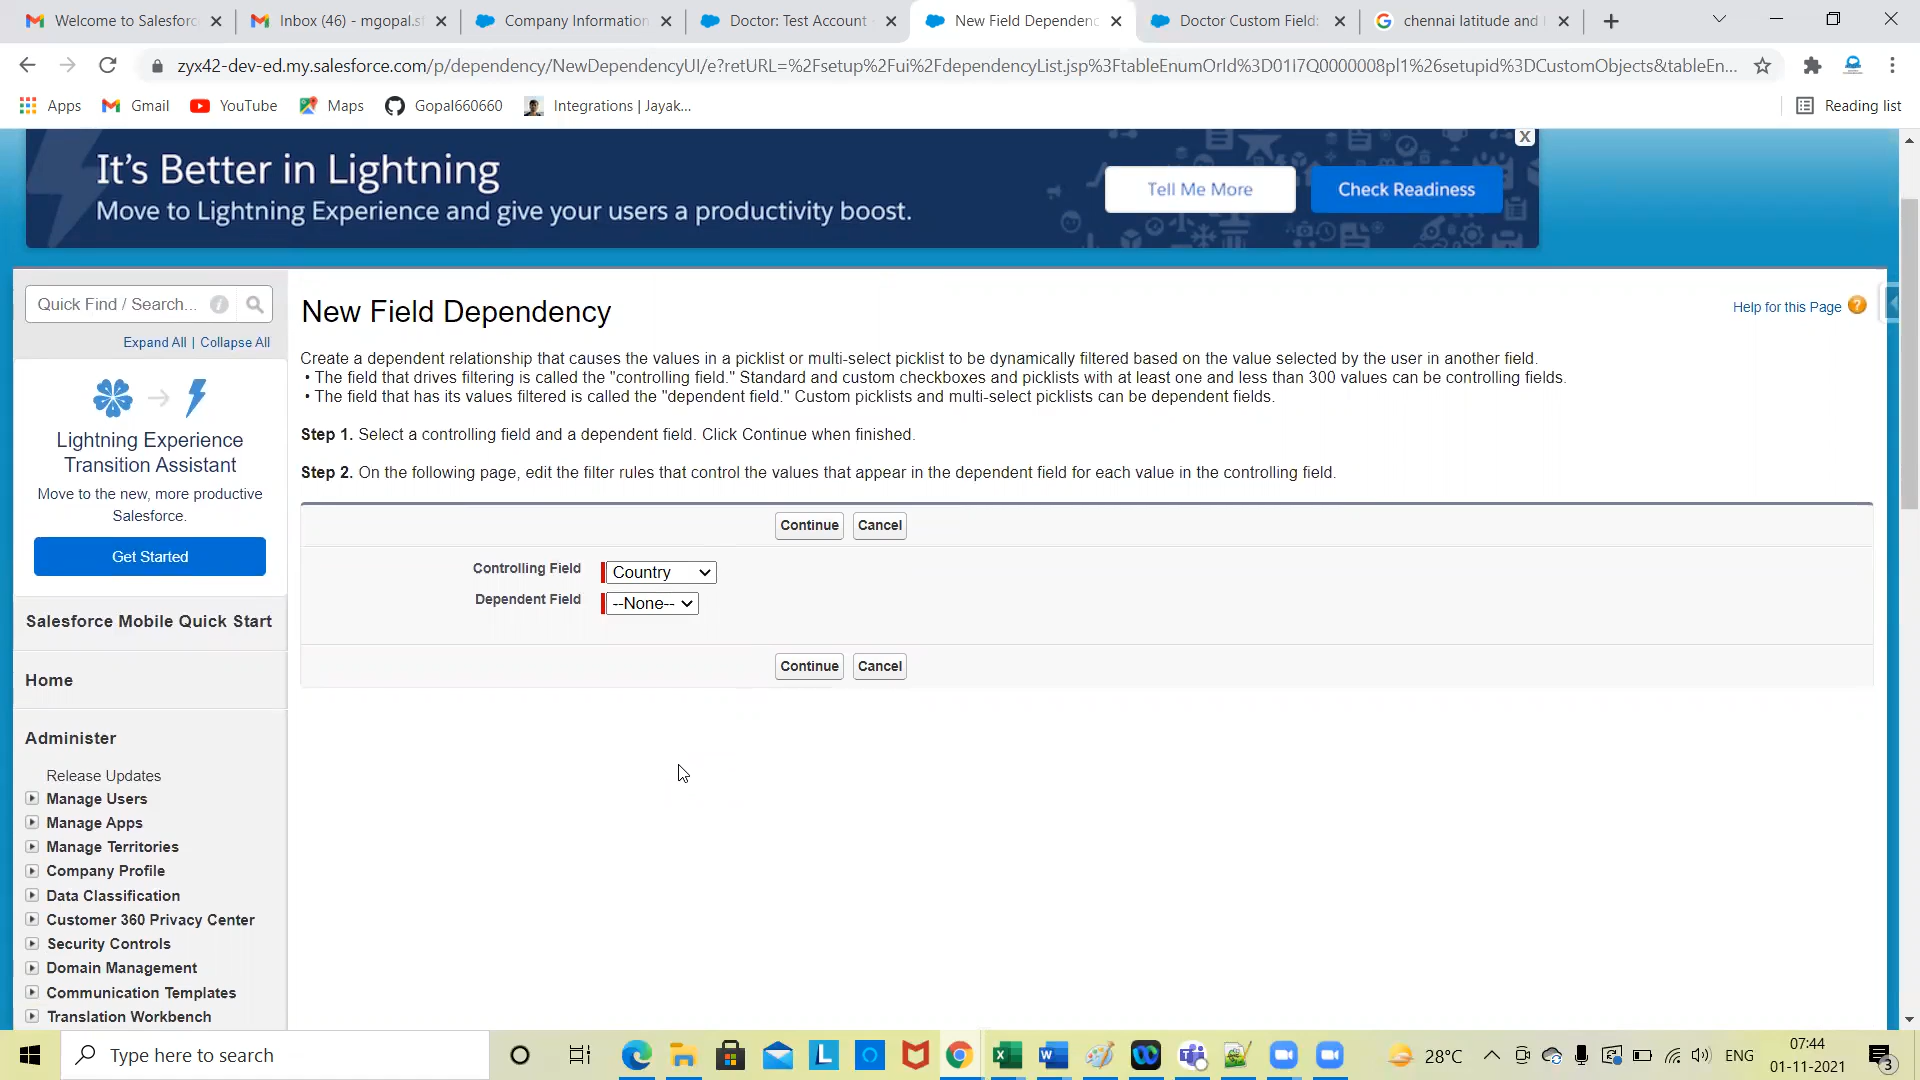 Welcome to Salesforc
Inbox (46) - mgopal.sf
Company Information
Doctor: Test Account
New Field Dependenc
Doctor Custom Field:
chennai latitude and
zyx42-dev-ed.my.salesforce.com/p/dependency/NewDependencyUI/e?retURL=%2Fsetup%2Fui%2FdependencyList.jsp%3FtableEnumOrId%3D01I7Q0000008pl1%26setupid%3DCustomObjects&tableEn...
Apps
Gmail
YouTube
Maps
Gopal660660
Integrations | Jayak...
Reading list
It's Better in Lightning
Move to Lightning Experience and give your users a productivity boost.
Tell Me More
Check Readiness
X
Quick Find / Search...
Expand All | Collapse All
Lightning Experience
Transition Assistant
Move to the new, more productive
Salesforce.
Get Started
Salesforce Mobile Quick Start
Home
Administer
Release Updates
Manage Users
Manage Apps
Manage Territories
Company Profile
Data Classification
Customer 360 Privacy Center
Security Controls
Domain Management
Communication Templates
Translation Workbench
New Field Dependency
Help for this Page
Create a dependent relationship that causes the values in a picklist or multi-select picklist to be dynamically filtered based on the value selected by the user in another field.
• The field that drives filtering is called the "controlling field." Standard and custom checkboxes and picklists with at least one and less than 300 values can be controlling fields.
• The field that has its values filtered is called the "dependent field." Custom picklists and multi-select picklists can be dependent fields.
Step 1. Select a controlling field and a dependent field. Click Continue when finished.
Step 2. On the following page, edit the filter rules that control the values that appear in the dependent field for each value in the controlling field.
Continue
Cancel
Controlling Field
Country
Dependent Field
--None--
Continue
Cancel
Type here to search
28°C
ENG
07:44
01-11-2021
3